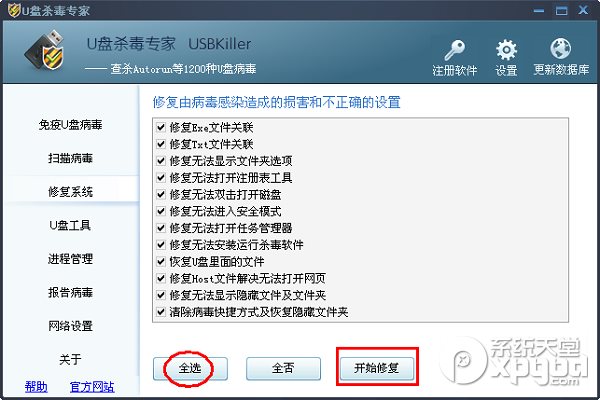 U盘杀毒专家
U盘杀毒专家 USBKiller
—— 查杀Autorun等1200种U盘病毒
注册软件 设置 更新数据库
免疫U盘病毒
扫描病毒
修复系统
U盘工具
进程管理
报告病毒
网络设置
关于
帮助 官方网站
修复由病毒感染造成的损害和不正确的设置
修复Exe文件关联
修复Txt文件关联
修复无法显示文件夹选项
修复无法打开注册表工具
修复无法双击打开磁盘
修复无法进入安全模式
修复无法打开任务管理器
修复无法安装运行杀毒软件
恢复U盘里面的文件
修复Host文件解决无法打开网页
修复无法显示隐藏文件及文件夹
清除病毒快捷方式及恢复隐藏文件夹
全选 全否 开始修复
系统天堂
xpgod